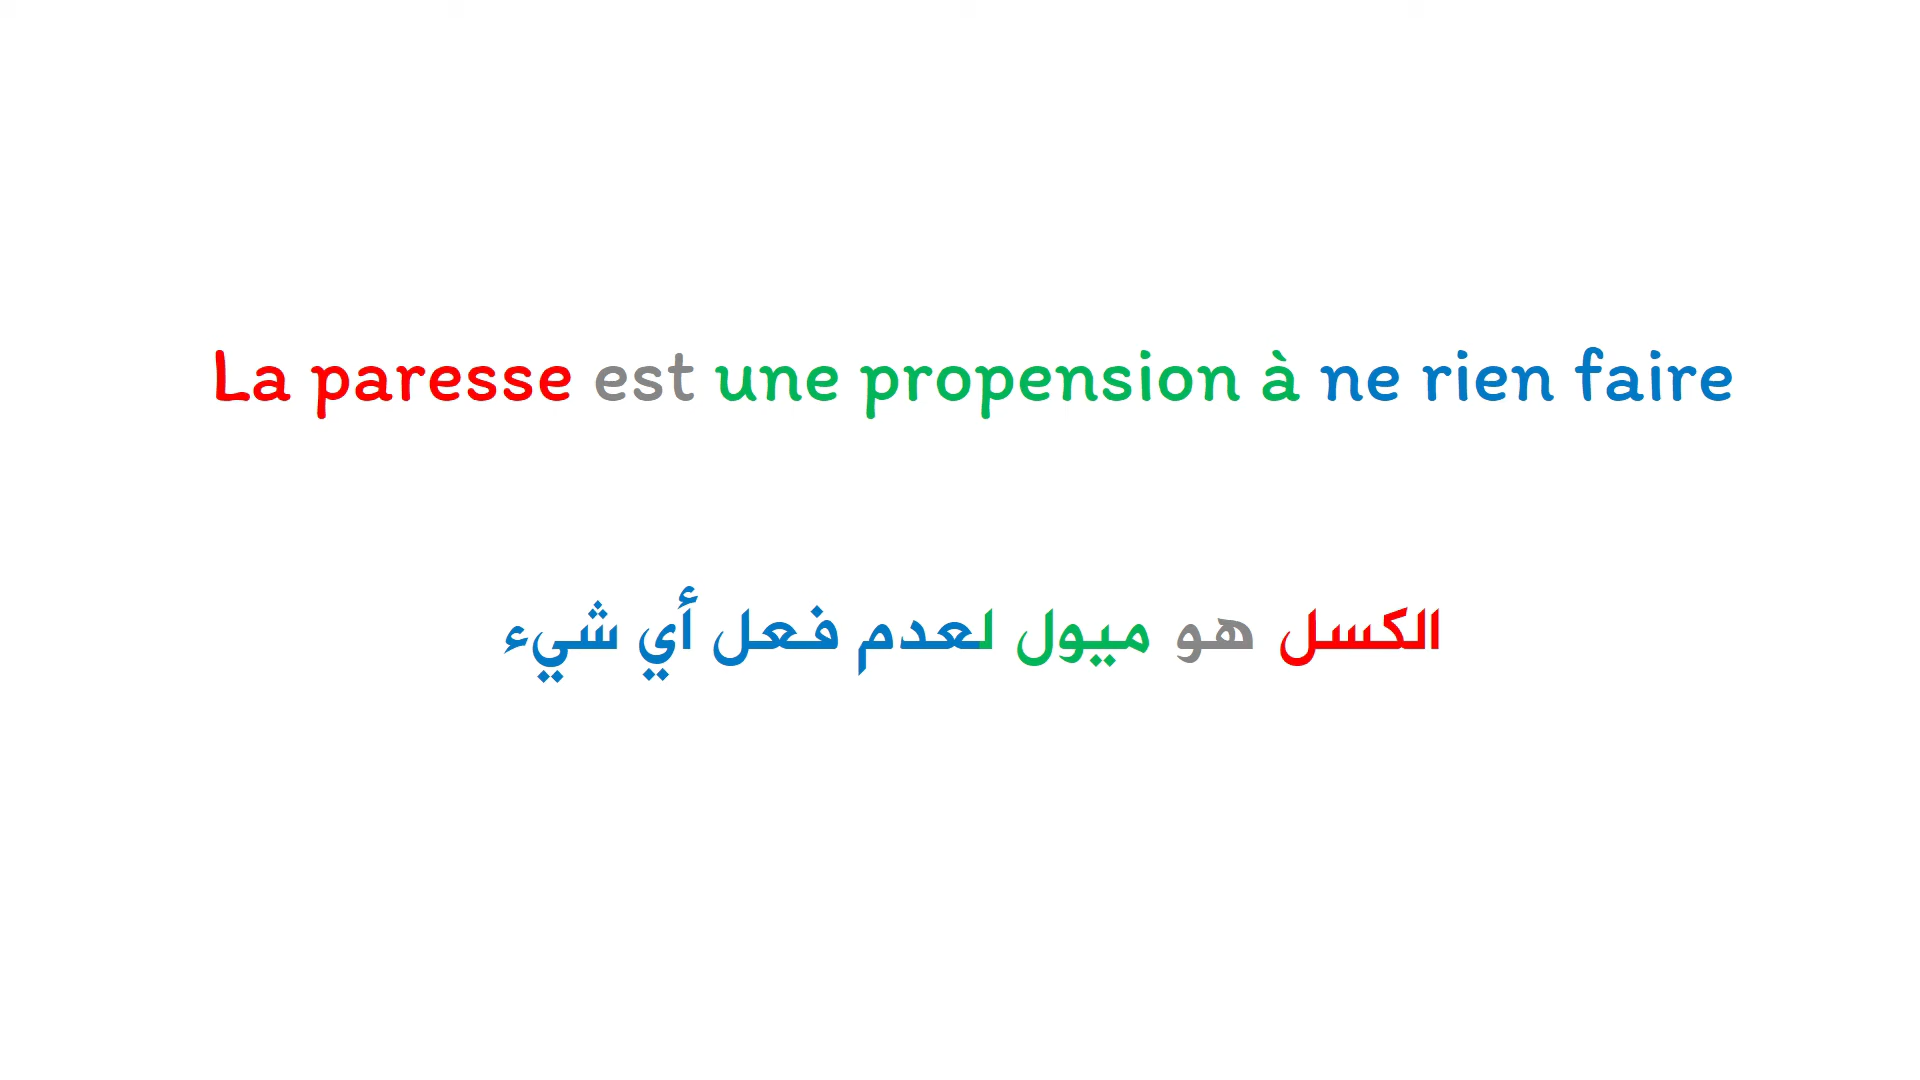 La paresse est une propension à ne rien faire
الكسل هو ميول لعدم فعل أي شيء